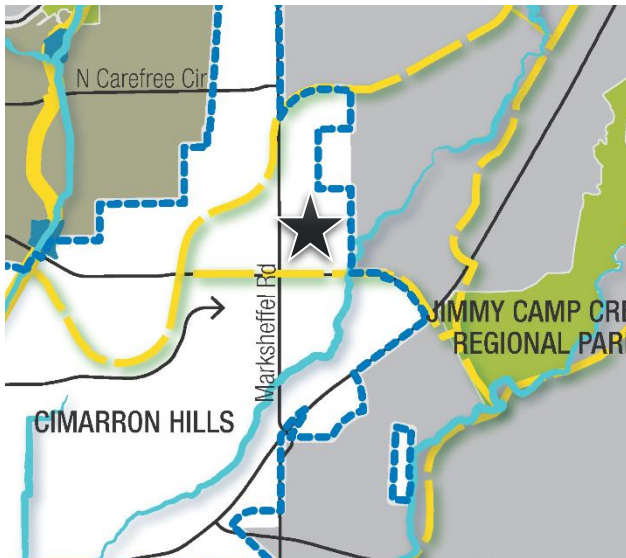 N Carefree Cir
Marksheffel Rd
JIMMY CAMP CRE
REGIONAL PAR
CIMARRON HILLS